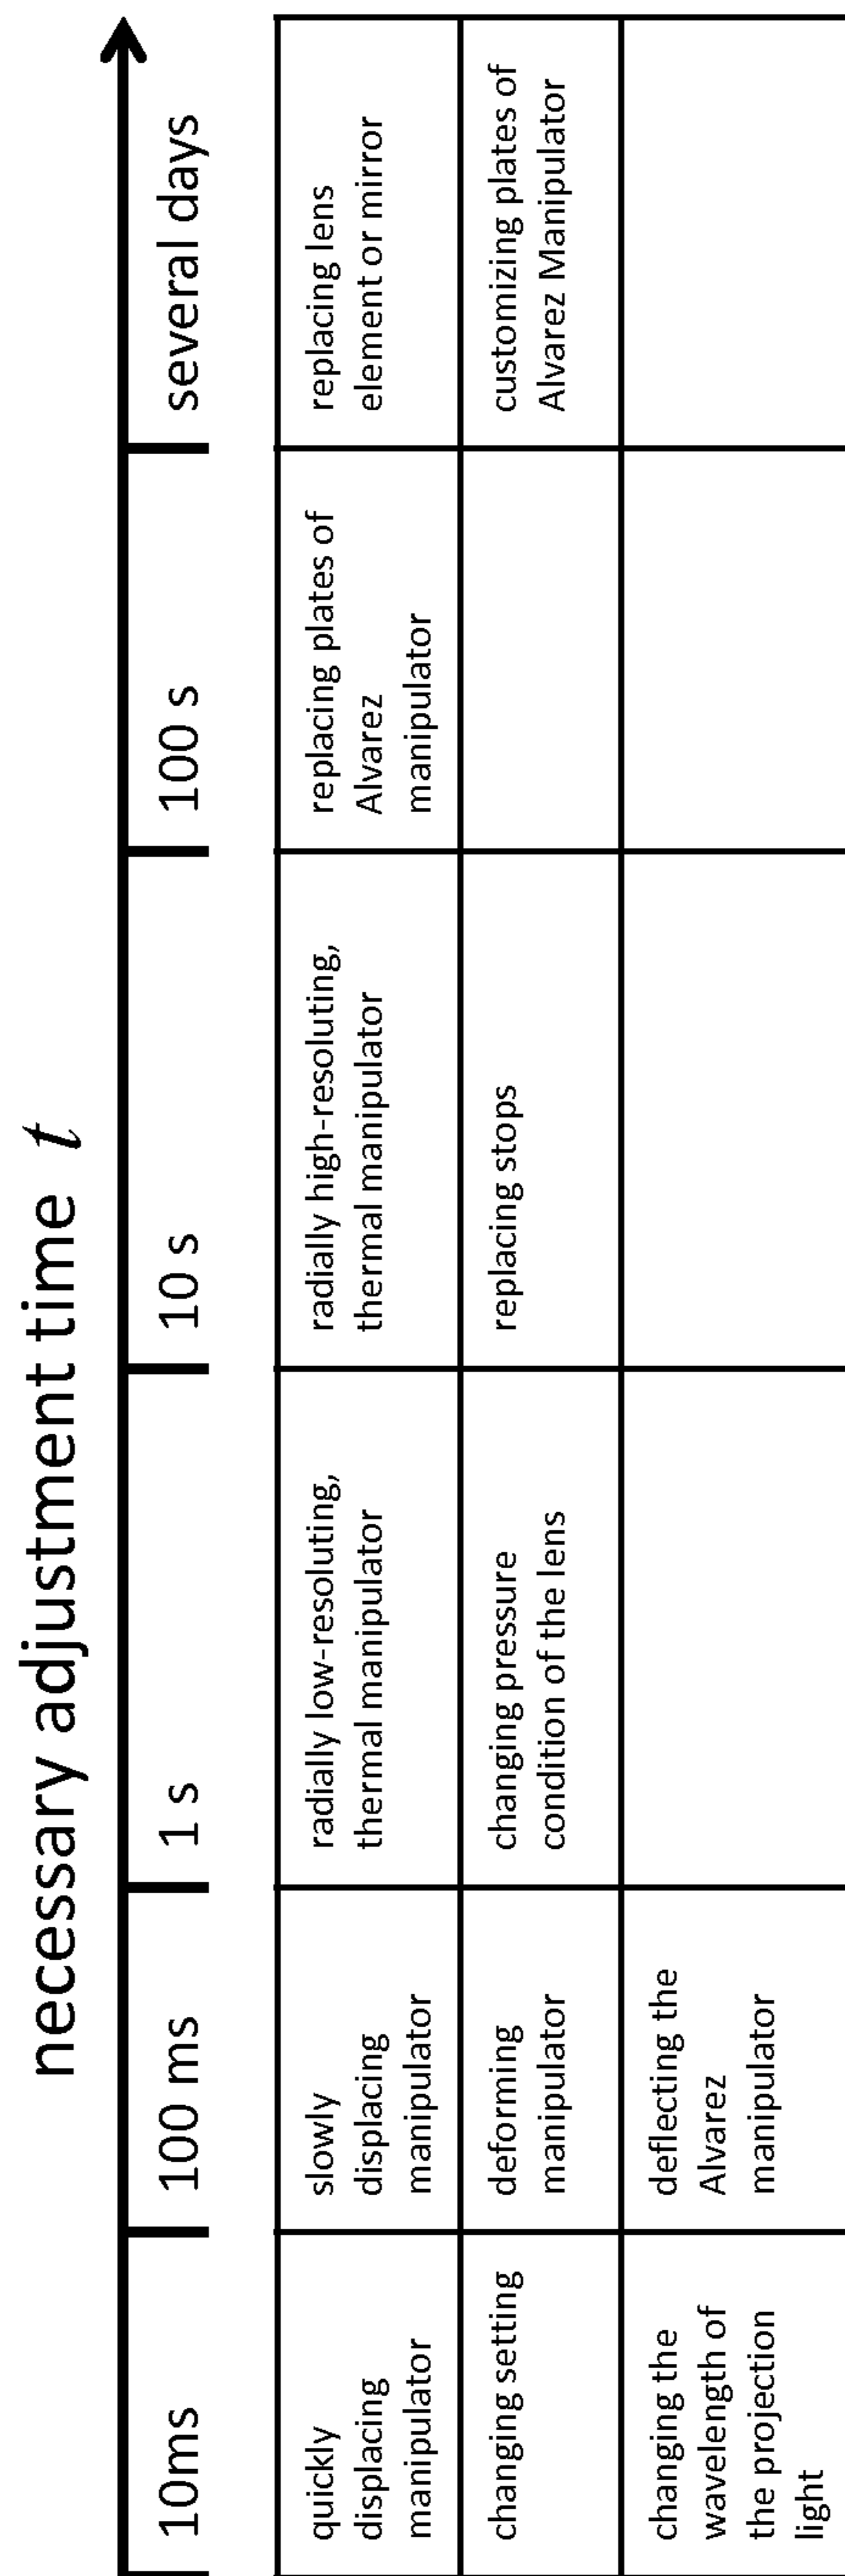 necessary adjustment time t
10ms
100 ms
1 s
10 s
100 s
several days
quickly
displacing
manipulator
slowly
displacing
manipulator
radially low-resoluting,
thermal manipulator
radially high-resoluting,
thermal manipulator
replacing plates of
Alvarez
manipulator
replacing lens
element or mirror
changing setting
deforming
manipulator
changing pressure
condition of the lens
replacing stops
customizing plates of
Alvarez Manipulator
changing the
wavelength of
the projection
light
deflecting the
Alvarez
manipulator